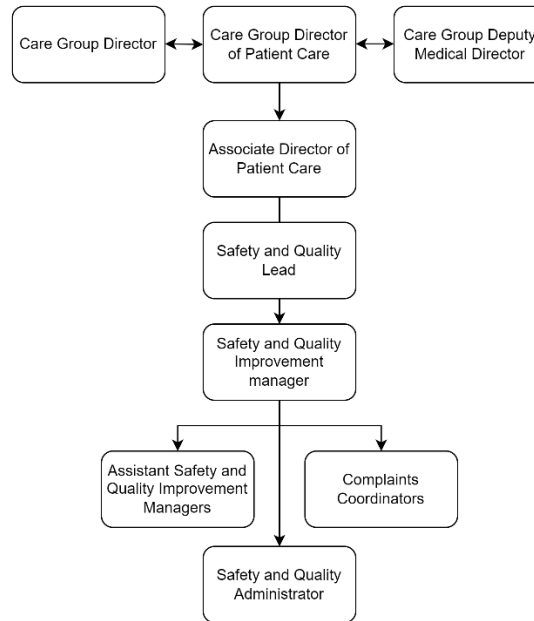 Care Group Director
Care Group Director
of Patient Care
Care Group Deputy
Medical Director
Associate Director of
Patient Care
Safety and Quality
Lead
Safety and Quality
Improvement
manager
Assistant Safety and
Quality Improvement
Managers
Complaints
Coordinators
Safety and Quality
Administrator